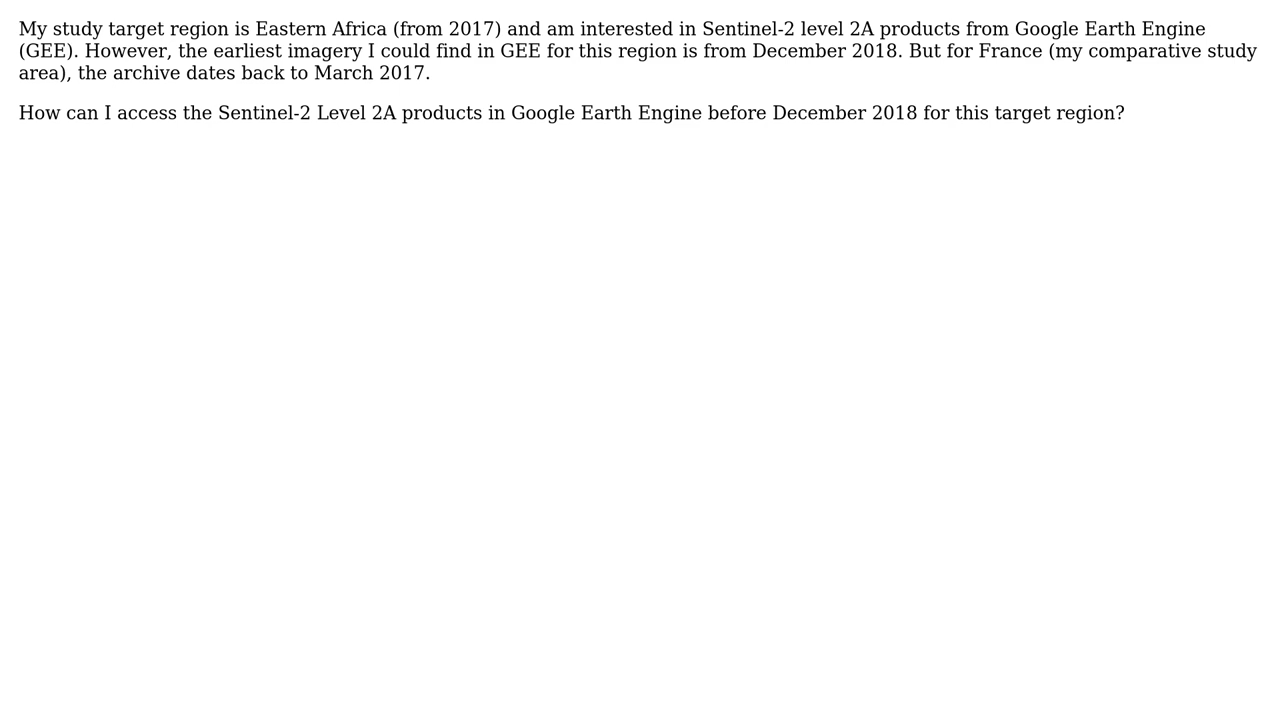 My study target region is Eastern Africa (from 2017) and am interested in Sentinel-2 level 2A products from Google Earth Engine
(GEE). However, the earliest imagery I could find in GEE for this region is from December 2018. But for France (my comparative study
area), the archive dates back to March 2017.
How can I access the Sentinel-2 Level 2A products in Google Earth Engine before December 2018 for this target region?